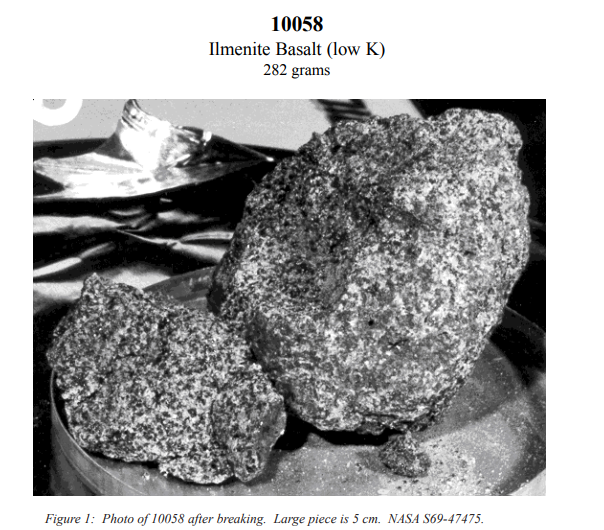 10058
Ilmenite Basalt (low K)
282 grams
Figure 1: Photo of 10058 after breaking. Large piece is 5 cm. NASA S69-47475.